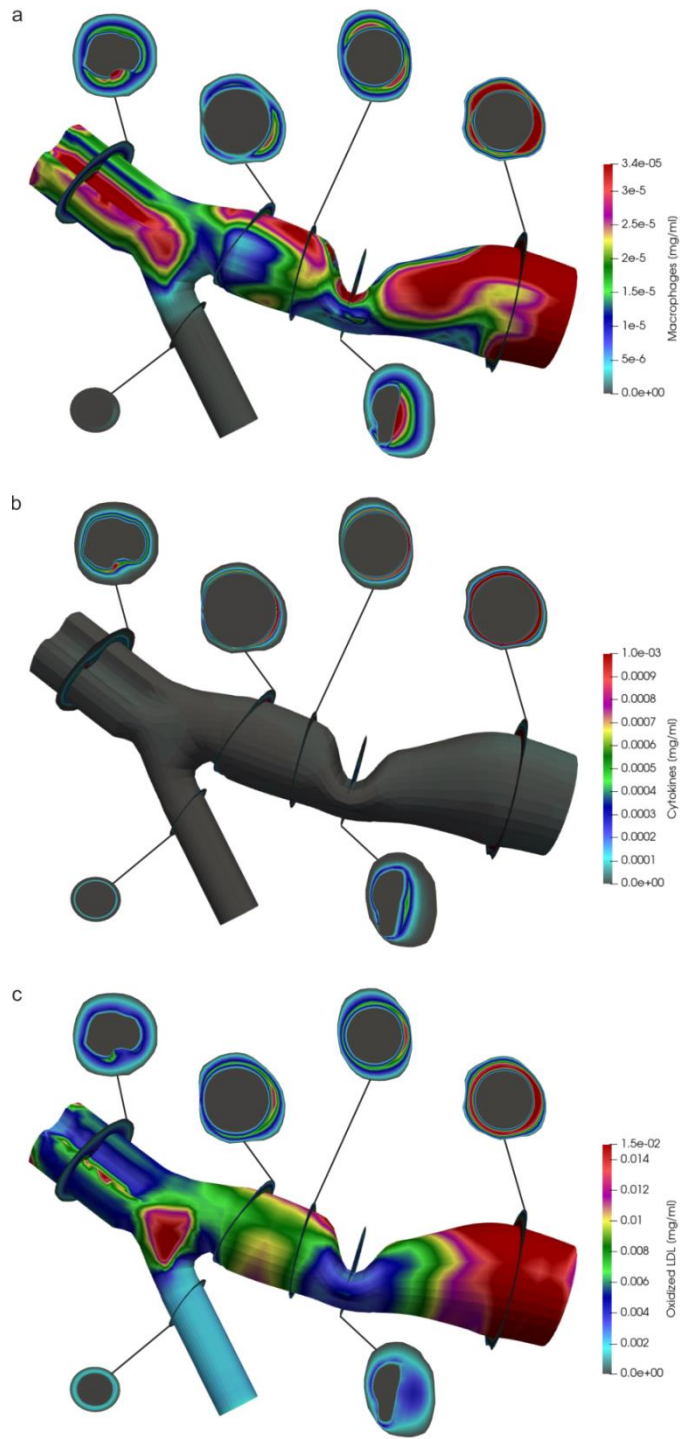 a
3.4e-05
3e-5
2.5e-5
2e-5
1.5e-5
1e-5
5e-6
0.0e+00
Macrophages (mg/ml)
b
1.0e-03
0.0009
0.0008
0.0007
0.0006
0.0005
0.0004
0.0003
0.0002
0.0001
0.0e+00
Cytokines (mg/ml)
c
1.5e-02
0.014
0.012
0.01
0.008
0.006
0.004
0.002
0.0e+00
Oxidized LDL (mg/ml)